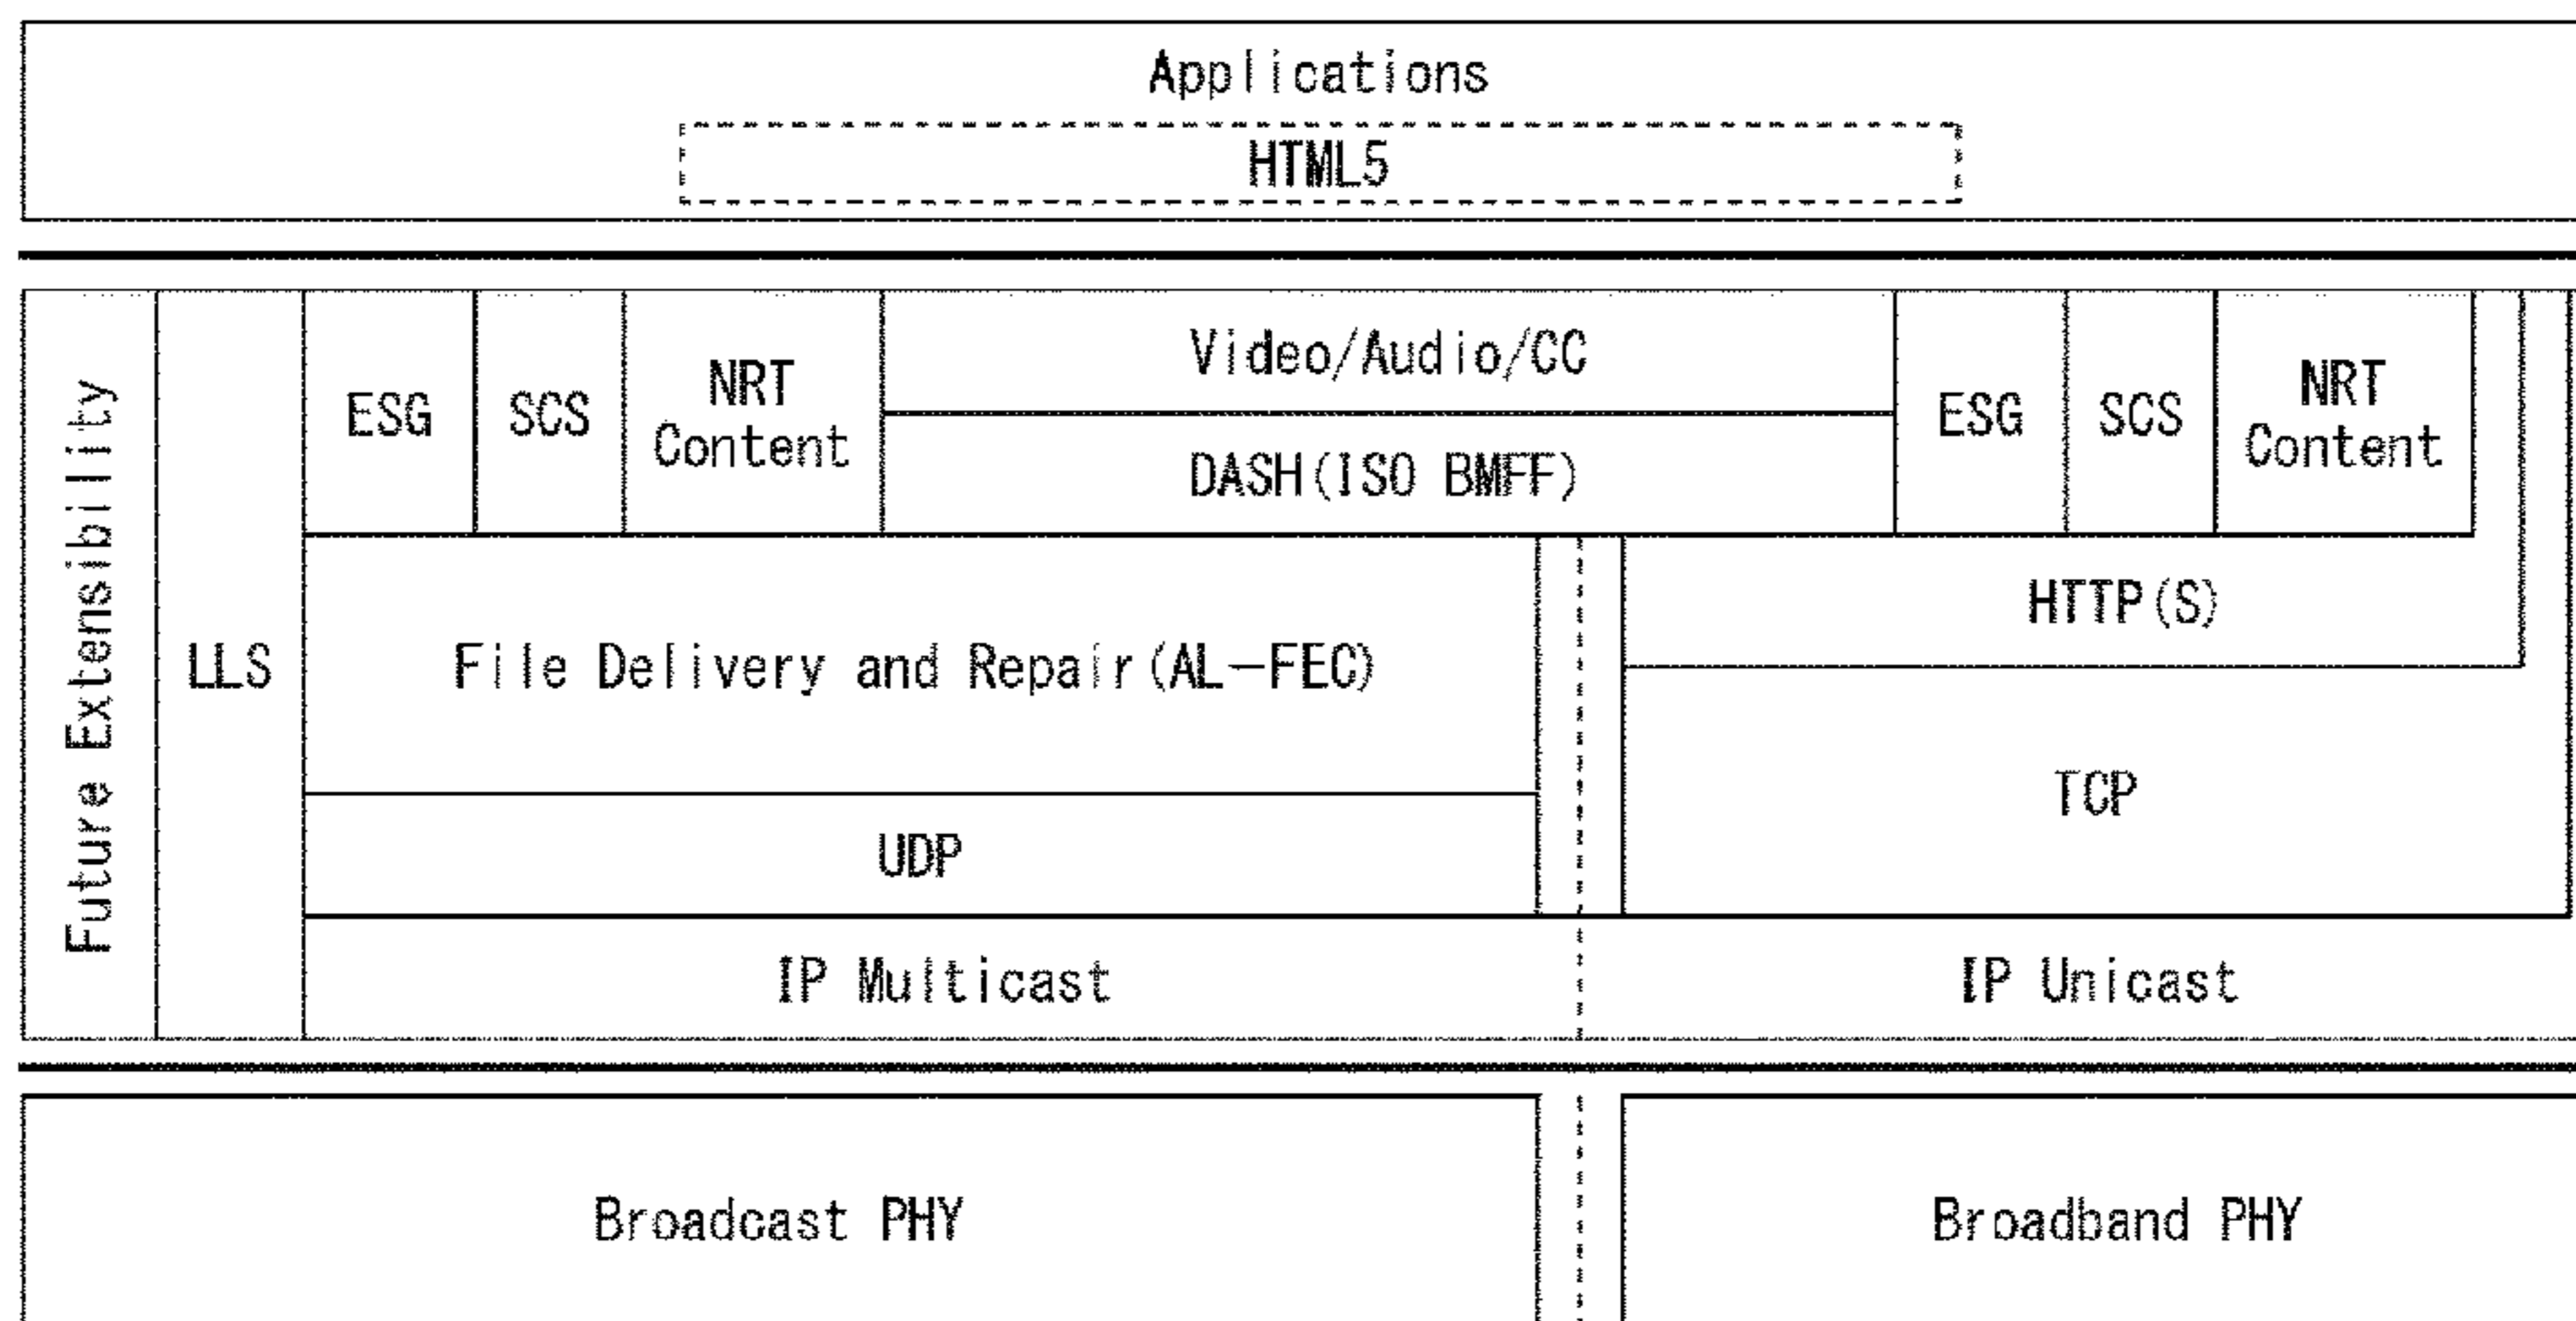 Applications
HTML5
Future Extensibility
LLS
ESG
SCS
NRT
Content
Video/Audio/CC
DASH(ISO BMFF)
ESG
SCS
NRT
Content
File Delivery and Repair(AL-FEC)
HTTP(S)
UDP
TCP
IP Multicast
IP Unicast
Broadcast PHY
Broadband PHY